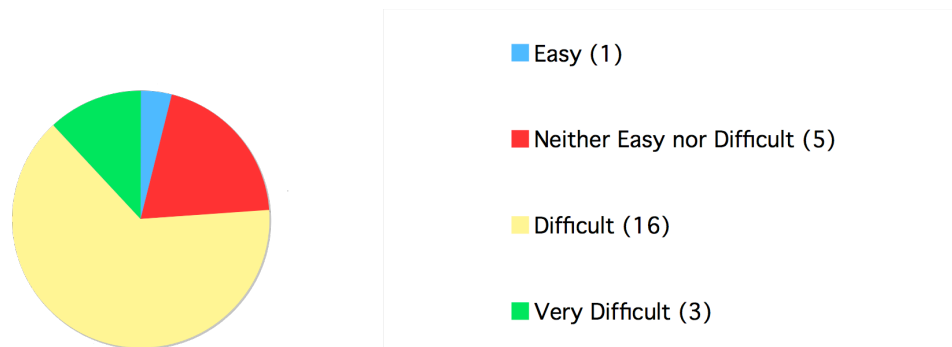 Easy (1)
Neither Easy nor Difficult (5)
Difficult (16)
Very Difficult (3)